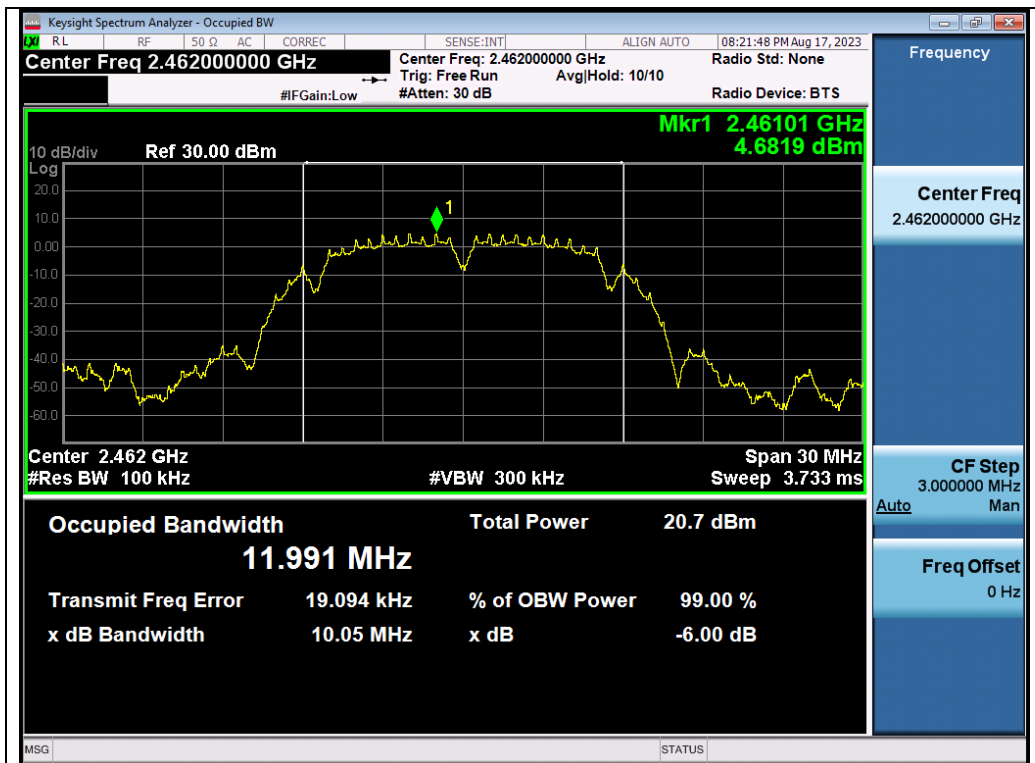 Keysight Spectrum Analyzer - Occupied BW
LXI RL RF 50 Ω AC CORREC SENSE:INT ALIGN AUTO 08:21:48 PM Aug 17, 2023
Center Freq 2.462000000 GHz
Center Freq: 2.462000000 GHz
Radio Std: None
Trig: Free Run Avg|Hold: 10/10
#IFGain:Low
#Atten: 30 dB
Radio Device: BTS
Mkr1 2.46101 GHz
4.6819 dBm
10 dB/div Ref 30.00 dBm
Log
20.0
10.0
0.00
-10.0
-20.0
-30.0
-40.0
-50.0
-60.0
1
Center 2.462 GHz Span 30 MHz
#Res BW 100 kHz #VBW 300 kHz Sweep 3.733 ms
Occupied Bandwidth Total Power 20.7 dBm
11.991 MHz
Transmit Freq Error 19.094 kHz % of OBW Power 99.00 %
x dB Bandwidth 10.05 MHz x dB -6.00 dB
Frequency
Center Freq
2.462000000 GHz
CF Step
3.000000 MHz
Auto Man
Freq Offset
0 Hz
MSG STATUS